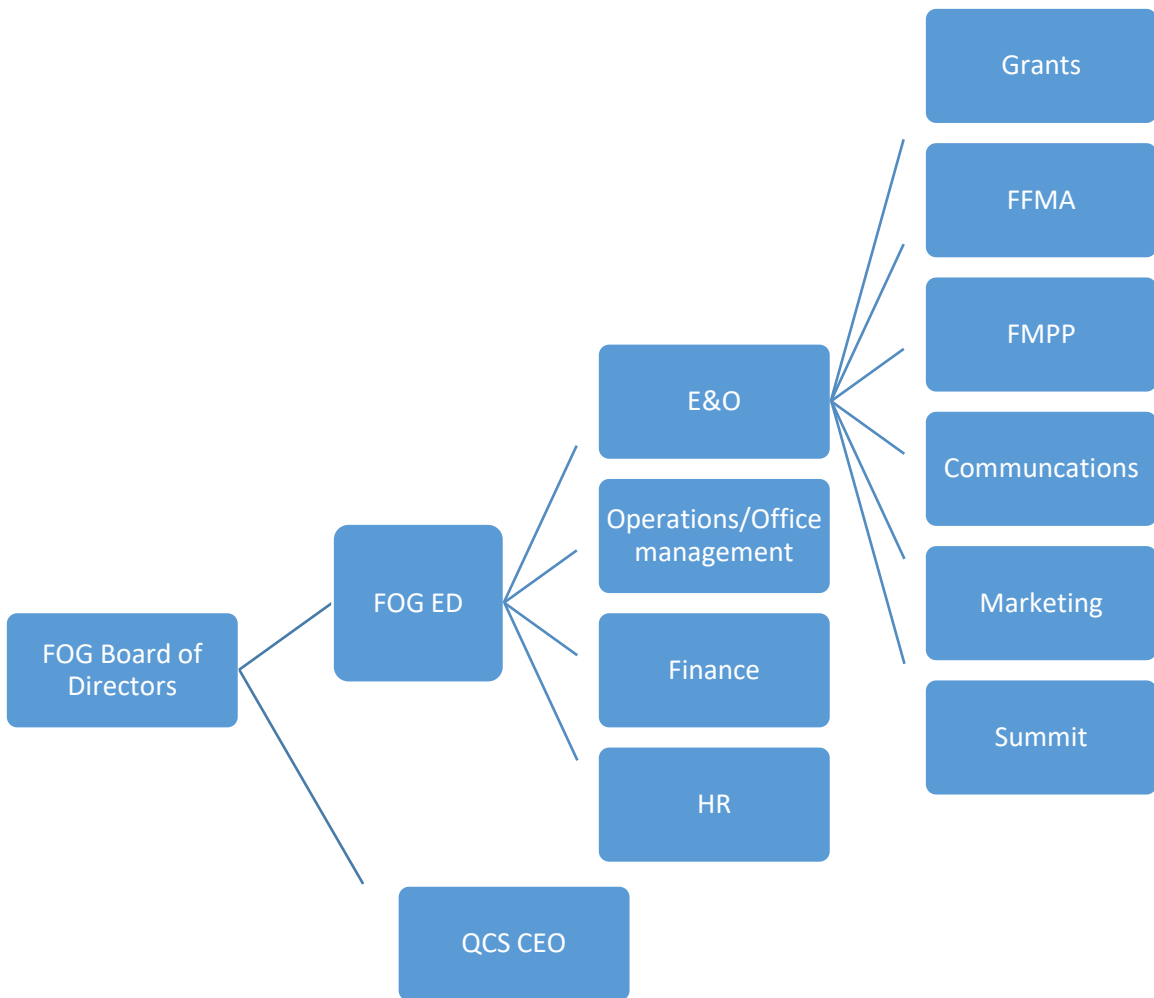 Grants
FFMA
FMPP
E&O
Communcations
Operations/Office
management
FOG ED
Marketing
FOG Board of
Directors
Finance
Summit
HR
QCS CEO